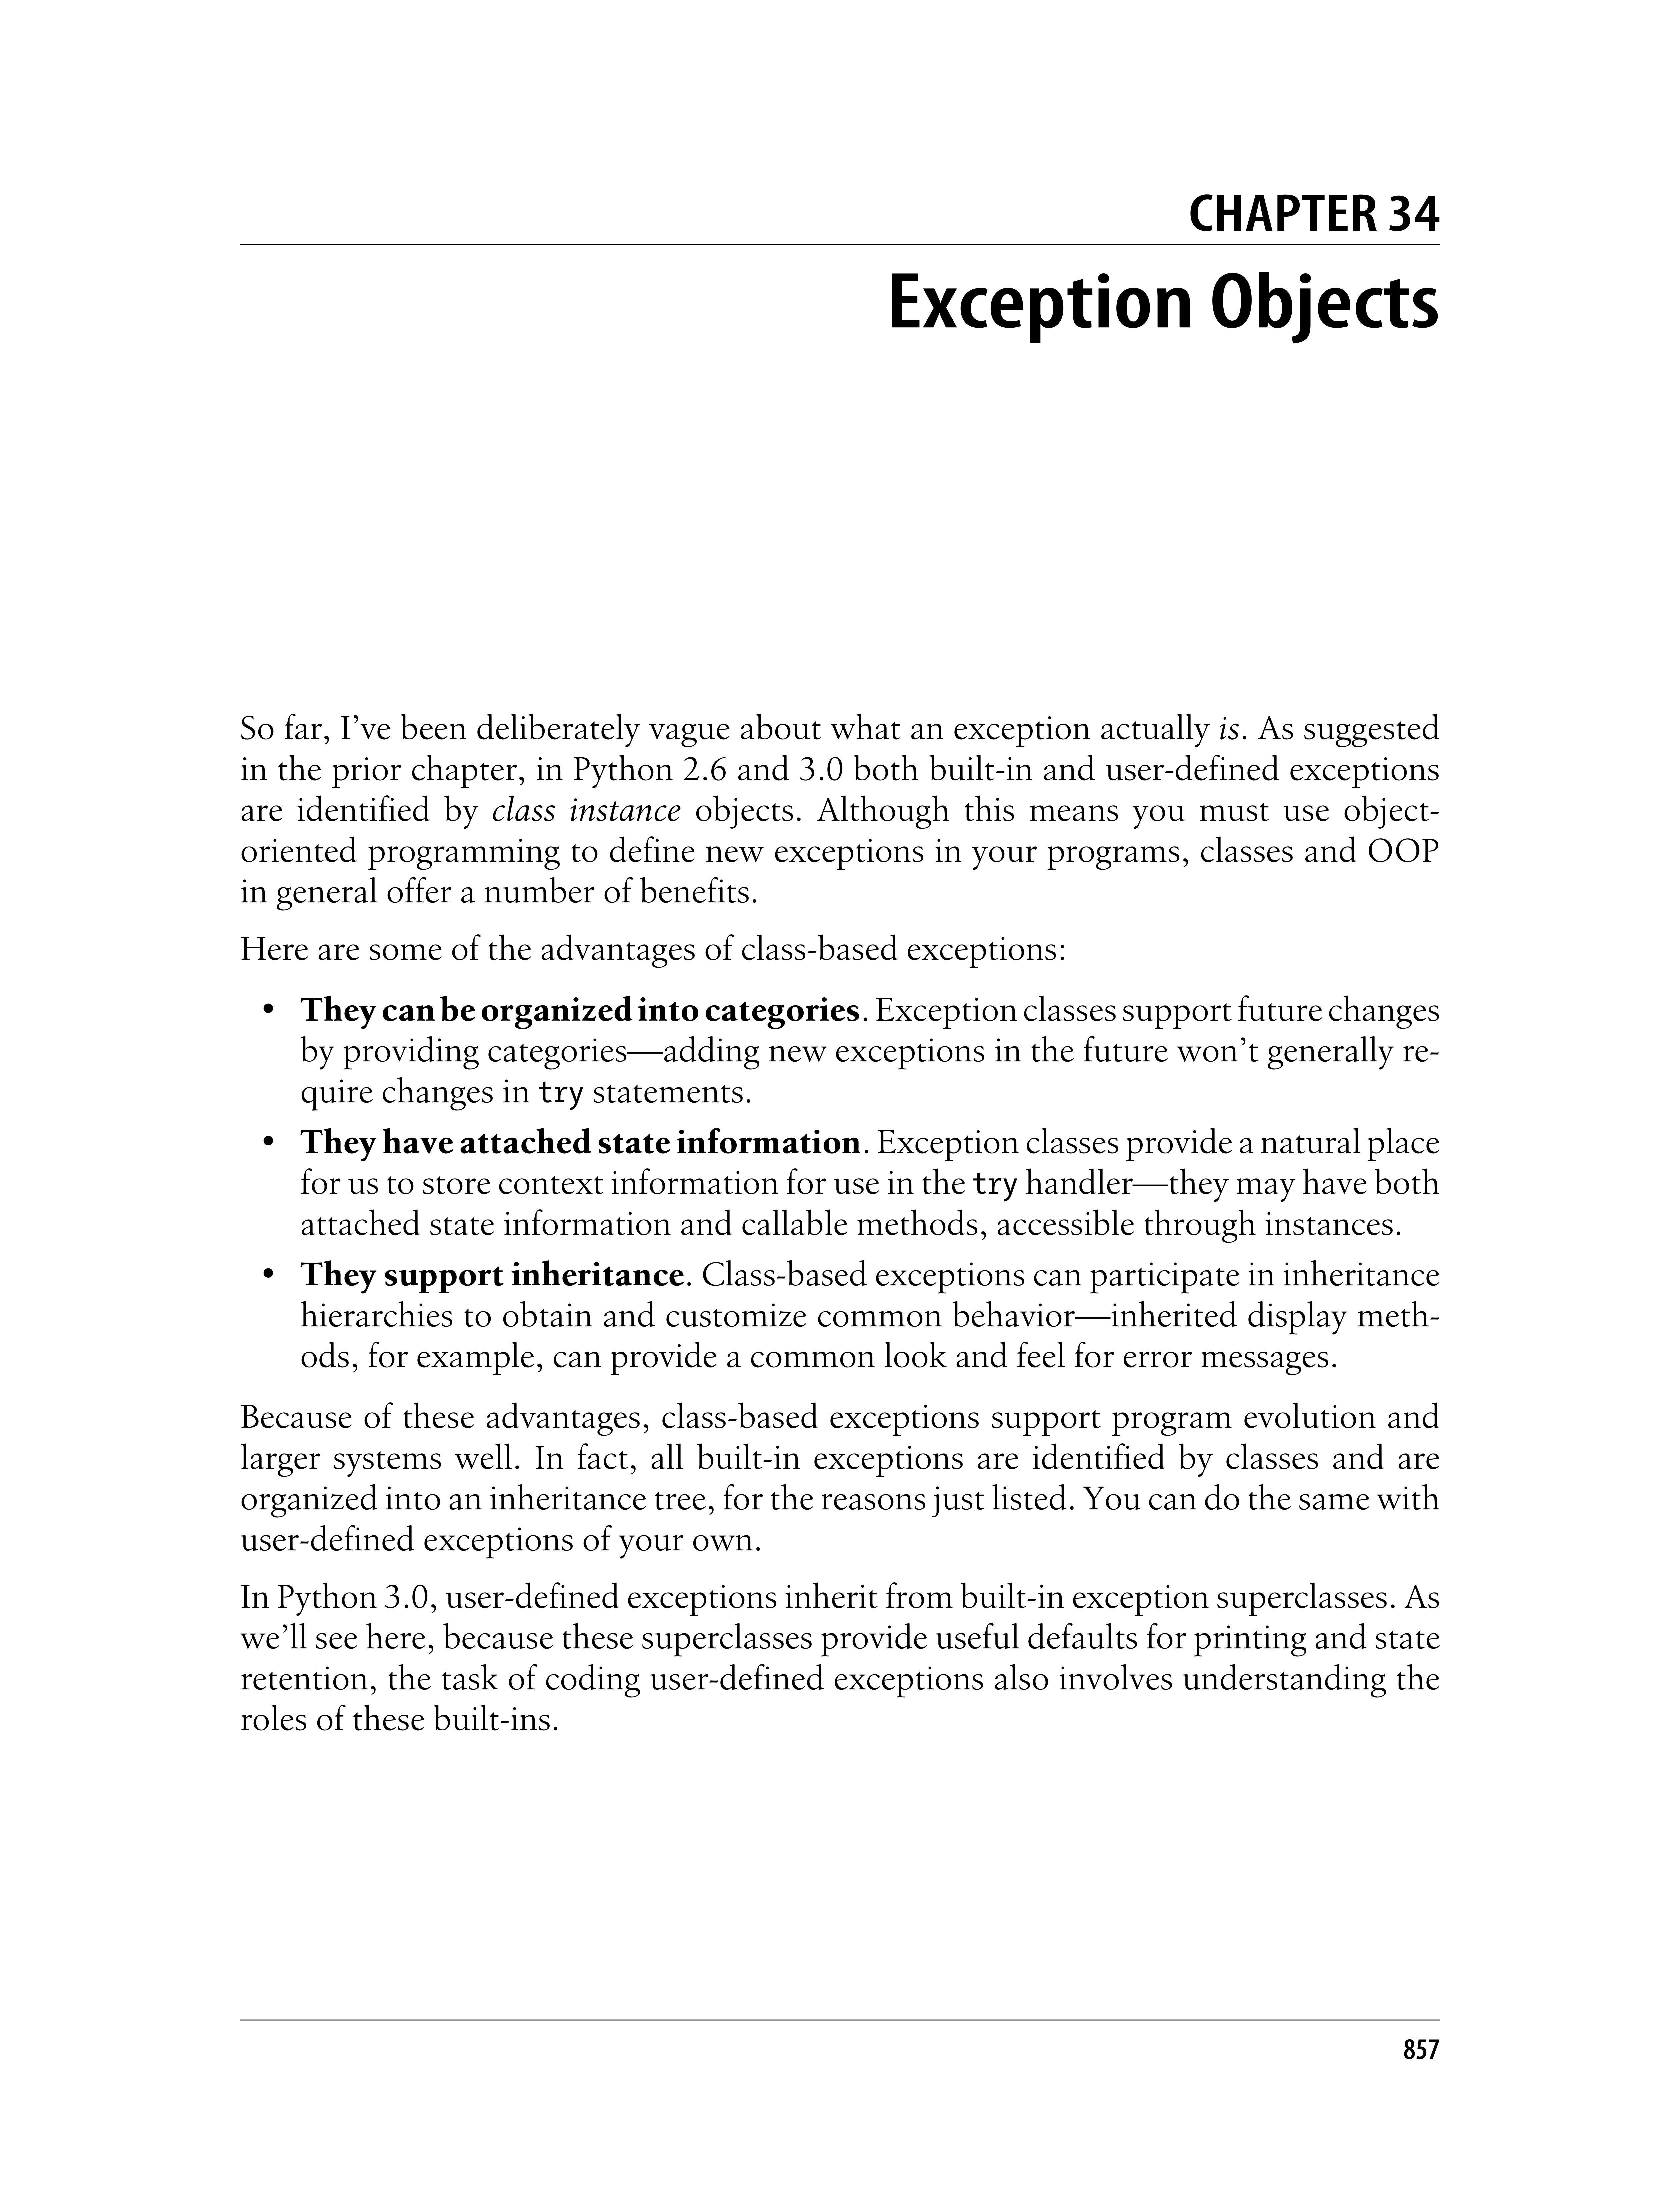 CHAPTER 34
Exception Objects
So far, I’ve been deliberately vague about what an exception actually is. As suggested
in the prior chapter, in Python 2.6 and 3.0 both built-in and user-defined exceptions
are identified by class instance objects. Although this means you must use object-
oriented programming to define new exceptions in your programs, classes and OOP
in general offer a number of benefits.
Here are some of the advantages of class-based exceptions:
• They can be organized into categories. Exception classes support future changes
by providing categories—adding new exceptions in the future won’t generally re-
quire changes in try statements.
• They have attached state information. Exception classes provide a natural place
for us to store context information for use in the try handler—they may have both
attached state information and callable methods, accessible through instances.
• They support inheritance. Class-based exceptions can participate in inheritance
hierarchies to obtain and customize common behavior—inherited display meth-
ods, for example, can provide a common look and feel for error messages.
Because of these advantages, class-based exceptions support program evolution and
larger systems well. In fact, all built-in exceptions are identified by classes and are
organized into an inheritance tree, for the reasons just listed. You can do the same with
user-defined exceptions of your own.
In Python 3.0, user-defined exceptions inherit from built-in exception superclasses. As
we’ll see here, because these superclasses provide useful defaults for printing and state
retention, the task of coding user-defined exceptions also involves understanding the
roles of these built-ins.
857